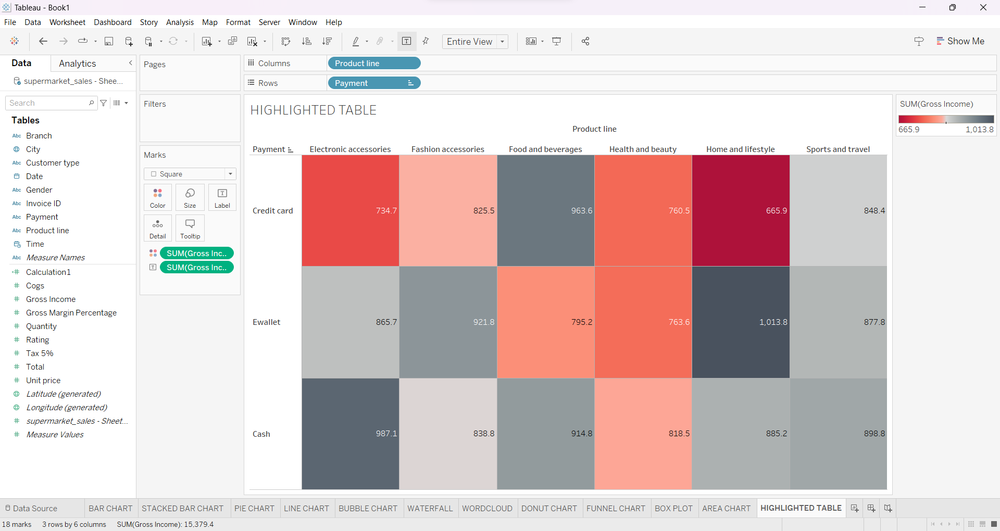 Tableau - Book1
File Data Worksheet Dashboard Story Analysis Map Format Server Window Help
Entire View
Show Me
Data Analytics
supermarket_sales - Shee...
Search
Tables
Abc Branch
City
Abc Customer type
Date
Abc Gender
Abc Invoice ID
Abc Payment
Abc Product line
Time
Abc Measure Names
=# Calculation1
# Cogs
# Gross Income
# Gross Margin Percentage
# Quantity
# Rating
# Tax 5%
# Total
# Unit price
Latitude (generated)
Longitude (generated)
# supermarket_sales - Sheet...
# Measure Values
Pages
Filters
Marks
Square
Color Size T Label
Detail Tooltip
SUM(Gross Inc..
T SUM(Gross Inc..
Columns Product line
Rows Payment
HIGHLIGHTED TABLE
Product line
Payment Electronic accessories Fashion accessories Food and beverages Health and beauty Home and lifestyle Sports and travel
Credit card 734.7 825.5 963.6 760.5 665.9 848.4
Ewallet 865.7 921.8 795.2 763.6 1,013.8 877.8
Cash 987.1 838.8 914.8 818.5 885.2 898.8
SUM(Gross Income)
665.9 1,013.8
Data Source BAR CHART STACKED BAR CHART PIE CHART LINE CHART BUBBLE CHART WATERFALL WORDCLOUD DONUT CHART FUNNEL CHART BOX PLOT AREA CHART HIGHLIGHTED TABLE
18 marks 3 rows by 6 columns SUM(Gross Income): 15,379.4